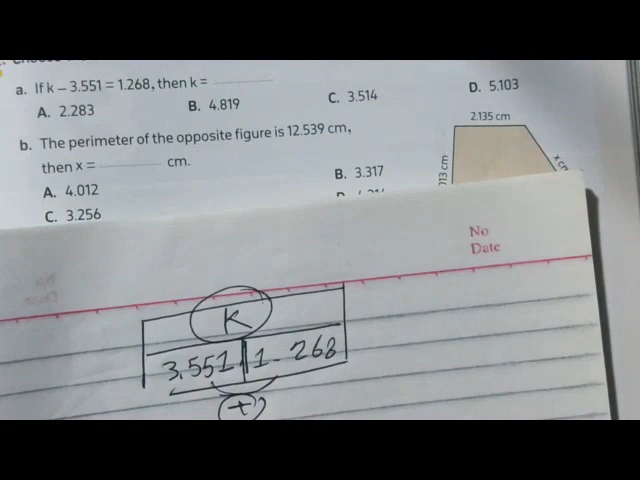 a. If k – 3.551 = 1.268, then k =
A. 2.283 B. 4.819 C. 3.514 D. 5.103
b. The perimeter of the opposite figure is 12.539 cm,
then x = cm.
A. 4.012 B. 3.317
C. 3.256
2.135 cm
x cm
No
Date
K
3.551 1.268
+